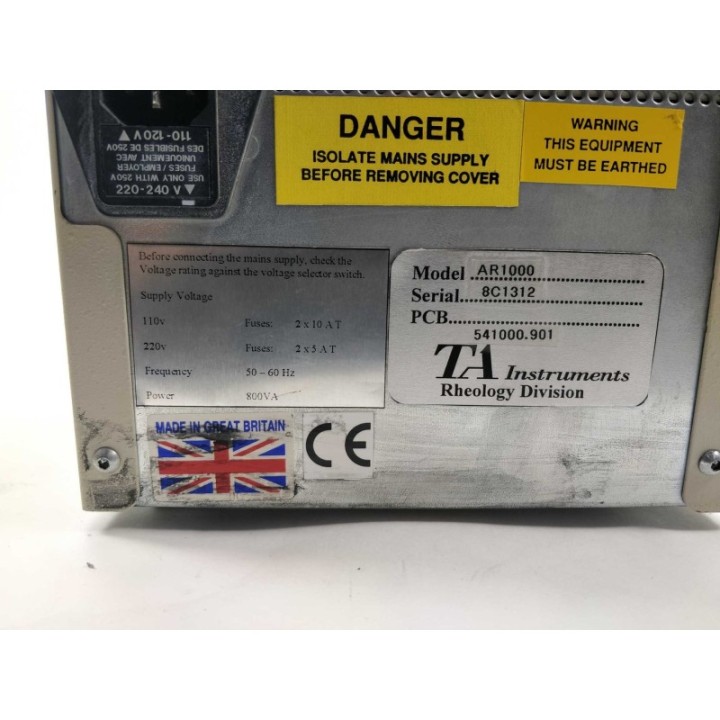 110-120 V ▼
DES FUSIBLES DE 250V
UNIQUEMENT AVEC
FUSES / EMPLOYER
USE ONLY WITH 250V
220-240 V ▲
DANGER
ISOLATE MAINS SUPPLY
BEFORE REMOVING COVER
WARNING
THIS EQUIPMENT
MUST BE EARTHED
Before connecting the mains supply, check the
Voltage rating against the voltage selector switch.
Supply Voltage
110v Fuses: 2 x 10 A T
220v Fuses: 2 x 5 A T
Frequency 50 – 60 Hz
Power 800VA
Model AR1000
Serial 8C1312
PCB
541000.901
TA Instruments
Rheology Division
MADE IN GREAT BRITAIN
CE